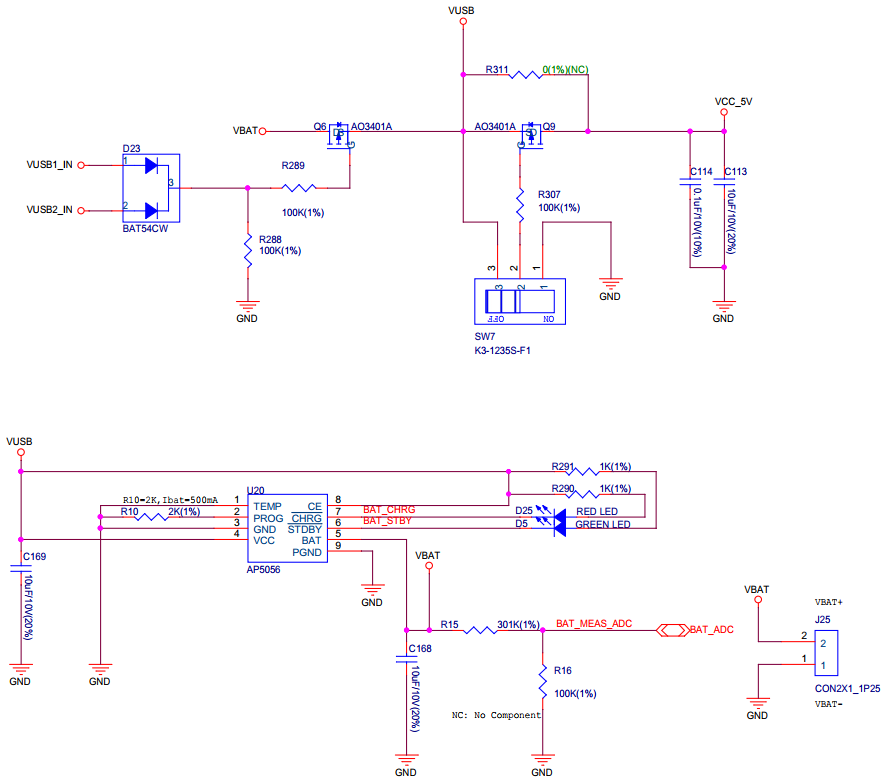 VUSB
R311 0(1%)(NC)
VCC_5V
VBAT
Q6
AO3401A
AO3401A
Q9
D
S
G
S
D
G
D23
VUSB1_IN
1
3
VUSB2_IN
2
BAT54CW
R289
100K(1%)
R288
100K(1%)
GND
R307
100K(1%)
C114
0.1uF/10V(10%)
C113
10uF/10V(20%)
GND
3
2
1
GND
3
2
1
OFF
ON
SW7
K3-1235S-F1
VUSB
R291 1K(1%)
R290 1K(1%)
R10=2K,Ibat=500mA
R10 2K(1%)
U20
1 TEMP CE 8
2 PROG CHRG 7 BAT_CHRG
3 GND STDBY 6 BAT_STBY
4 VCC BAT 5
PGND 9
AP5056
D25 RED LED
D5 GREEN LED
C169
10uF/10V(20%)
GND
GND
GND
VBAT
R15 301K(1%)
BAT_MEAS_ADC
BAT_ADC
C168
10uF/10V(20%)
R16
100K(1%)
NC: No Component
GND
GND
VBAT
VBAT+
J25
2 2
1 1
CON2X1_1P25
VBAT-
GND